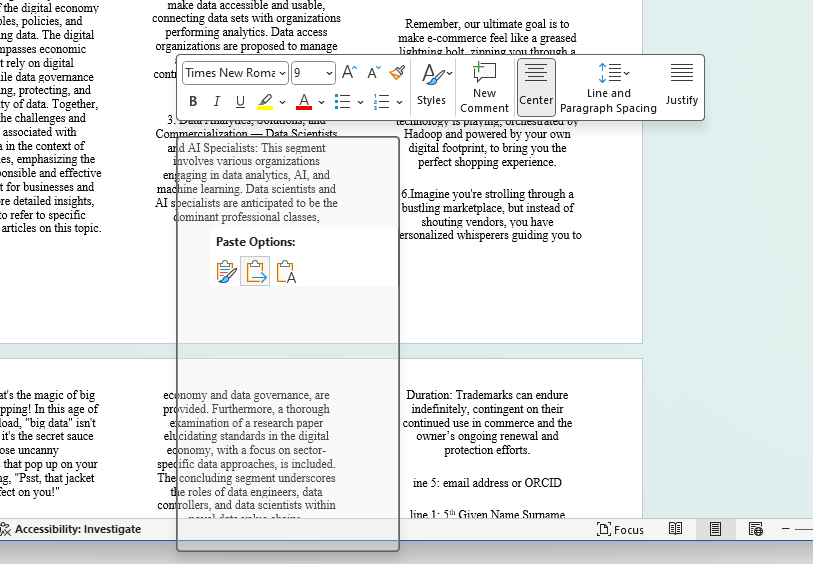 f the digital economy
les, policies, and
ng data. The digital
mpasses economic
t rely on digital
ile data governance
ng, protecting, and
ty of data. Together,
he challenges and
associated with
a in the context of
es, emphasizing the
onsible and effective
t for businesses and
re detailed insights,
to refer to specific
articles on this topic.
make data accessible and usable,
connecting data sets with organizations
performing analytics. Data access
organizations are proposed to manage
cont
3. Data Analytics, Solutions, and
Commercialization — Data Scientists
and AI Specialists: This segment
involves various organizations
engaging in data analytics, AI, and
machine learning. Data scientists and
AI specialists are anticipated to be the
dominant professional classes,
Remember, our ultimate goal is to
make e-commerce feel like a greased
lightning bolt, zipping you through a
technology is playing, orchestrated by
Hadoop and powered by your own
digital footprint, to bring you the
perfect shopping experience.
6.Imagine you're strolling through a
bustling marketplace, but instead of
shouting vendors, you have
ersonalized whisperers guiding you to
Times New Roma
9
A
A
B
I
U
A
Styles
New
Comment
Center
Line and
Paragraph Spacing
Justify
Paste Options:
A
at's the magic of big
pping! In this age of
load, "big data" isn't
it's the secret sauce
ose uncanny
that pop up on your
ng, "Psst, that jacket
fect on you!"
economy and data governance, are
provided. Furthermore, a thorough
examination of a research paper
elucidating standards in the digital
economy, with a focus on sector-
specific data approaches, is included.
The concluding segment underscores
the roles of data engineers, data
controllers, and data scientists within
novel data value chains
Duration: Trademarks can endure
indefinitely, contingent on their
continued use in commerce and the
owner’s ongoing renewal and
protection efforts.
ine 5: email address or ORCID
line 1: 5th Given Name Surname
Accessibility: Investigate
Focus